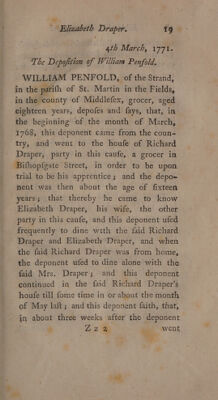 Elizabeth Draper. 19
4th March, 1771.
The Deposition of William Penfold.
WILLIAM PENFOLD, of the Strand,
in the parish of St. Martin in the Fields,
in the county of Middlesex, grocer, aged
eighteen years, deposes and says, that, in
the beginning of the month of March,
1768, this deponent came from the coun-
try, and went to the house of Richard
Draper, party in this cause, a grocer in
Bishopsgate Street, in order to be upon
trial to be his apprentice; and the depo-
nent was then about the age of sixteen
years; that thereby he came to know
Elizabeth Draper, his wife, the other
party in this cause, and this deponent used
frequently to dine with the said Richard
Draper and Elizabeth Draper, and when
the said Richard Draper was from home,
the deponent used to dine alone with the
said Mrs. Draper; and this deponent
continued in the said Richard Draper's
house till some time in or about the month
of May last; and this deponent saith, that,
in about three weeks after the deponent
Z z 2 went